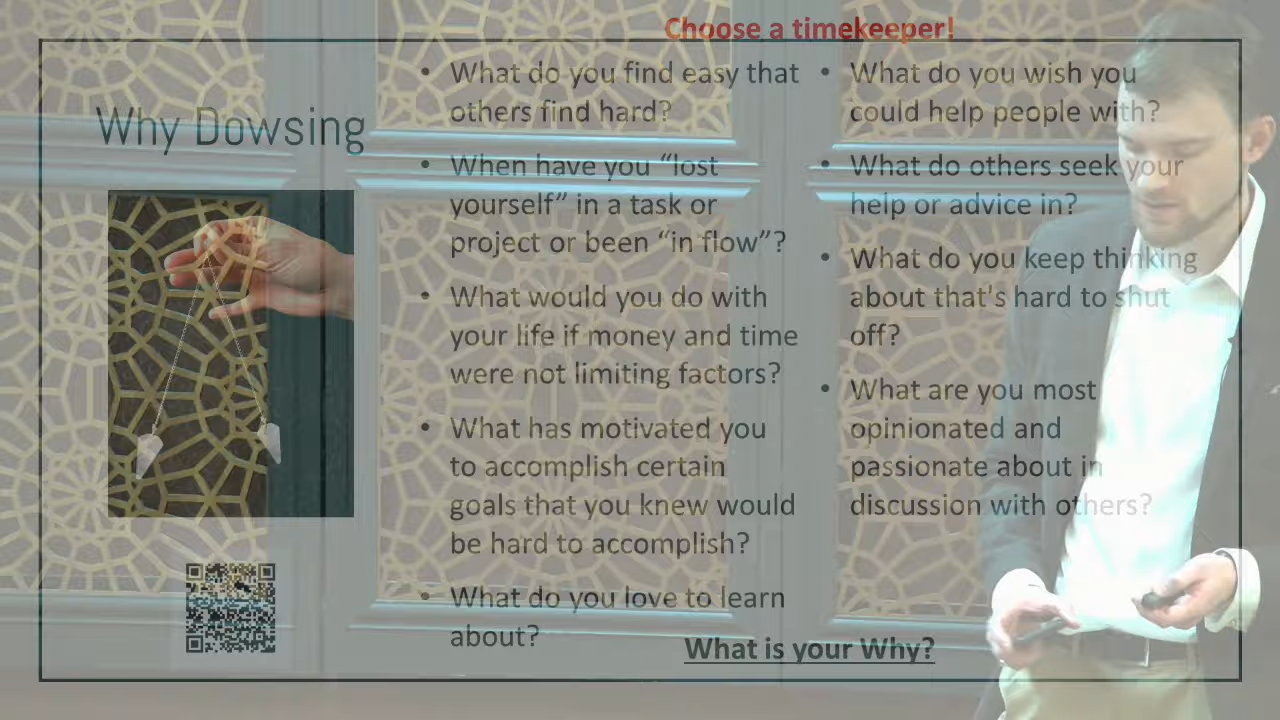 Choose a timekeeper!
Why Dowsing
• What do you find easy that
others find hard?
• When have you “lost
yourself” in a task or
project or been “in flow”?
• What would you do with
your life if money and time
were not limiting factors?
• What has motivated you
to accomplish certain
goals that you knew would
be hard to accomplish?
• What do you love to learn
about?
• What do you wish you
could help people with?
• What do others seek your
help or advice in?
• What do you keep thinking
about that's hard to shut
off?
• What are you most
opinionated and
passionate about in
discussion with others?
What is your Why?